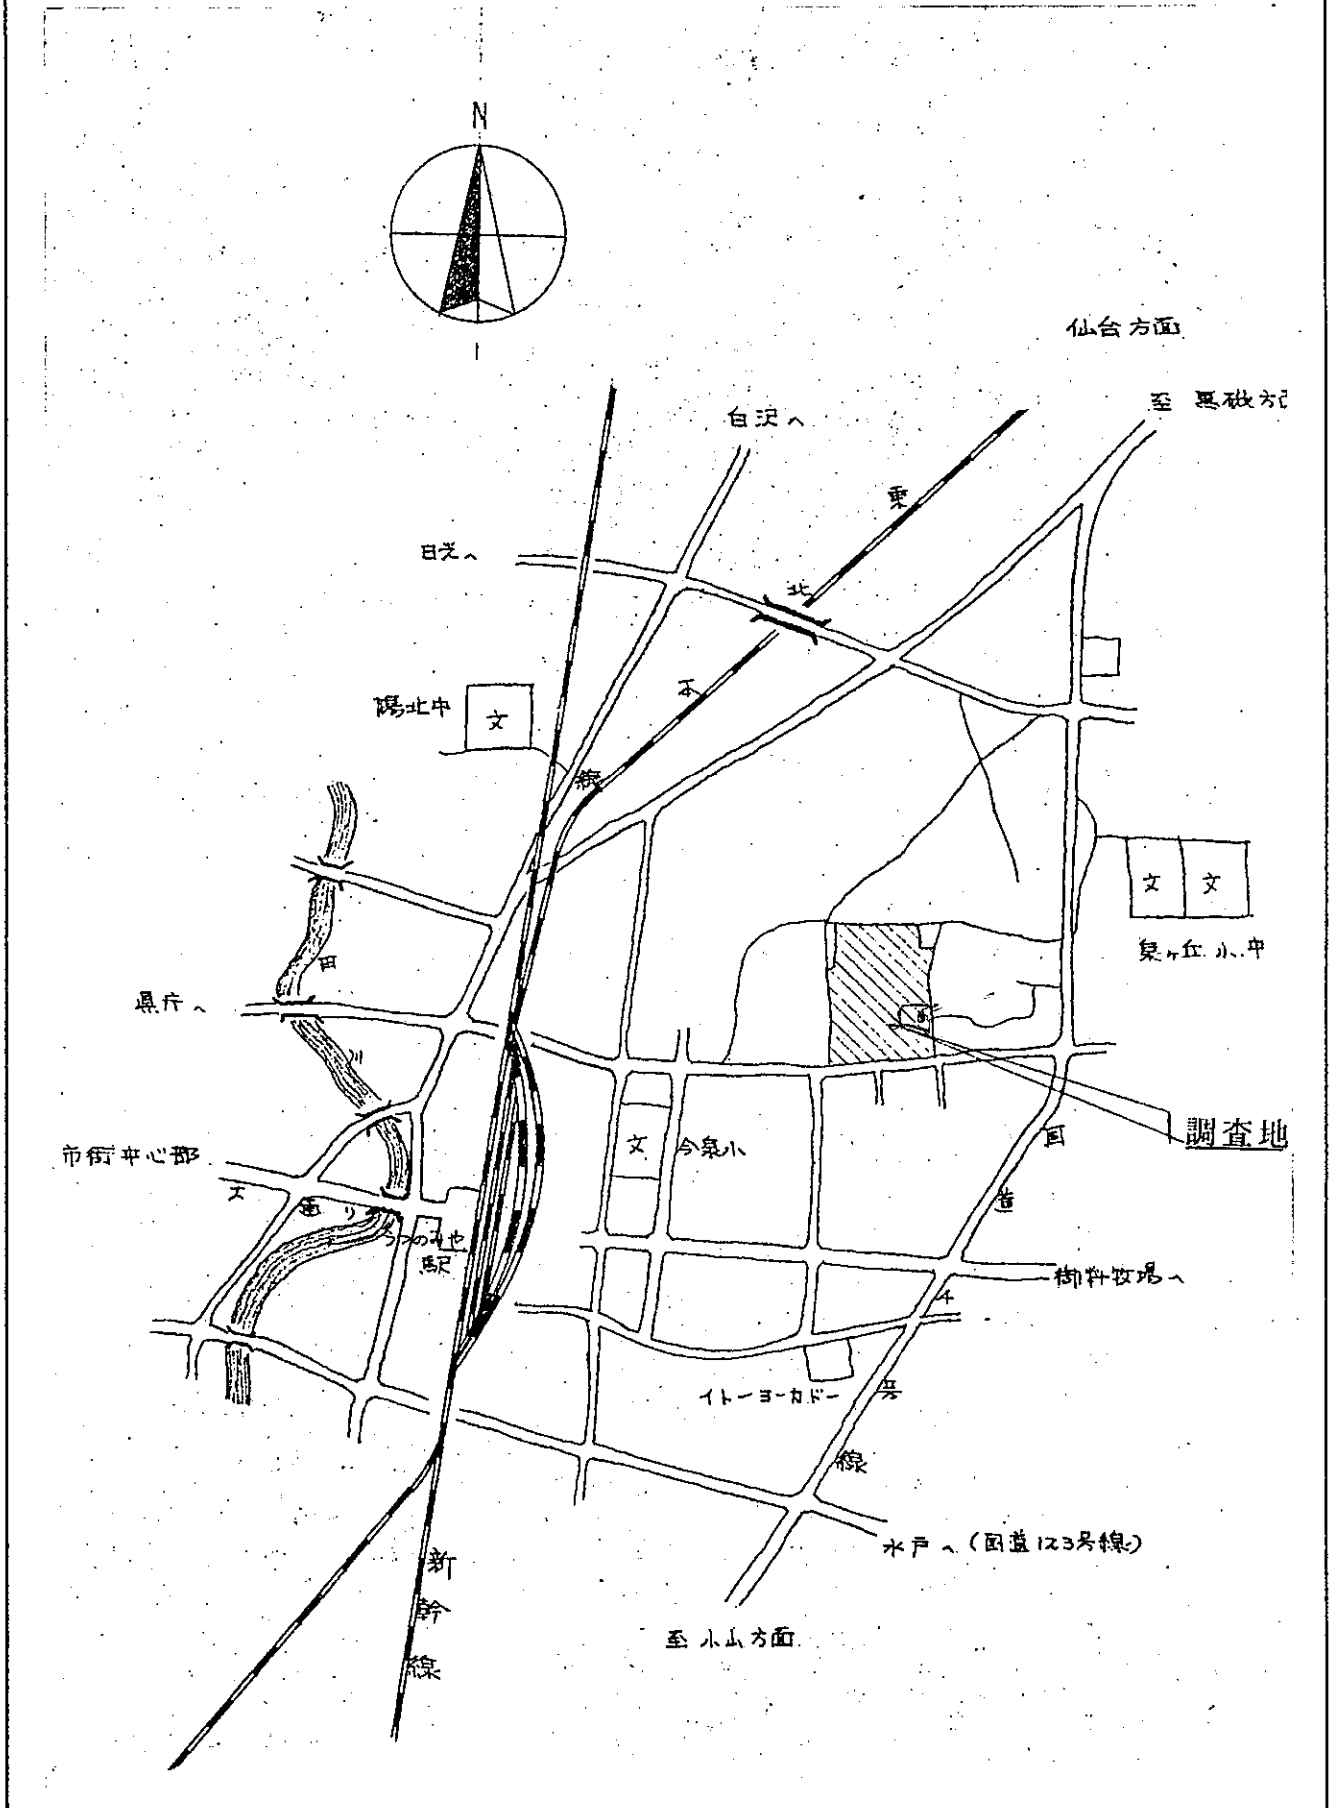 N
仙台方面
至 黒磯方
白沢へ
東
北
本
線
日光へ
陽北中
文
文
文
泉ヶ丘小.中
田
川
県庁へ
調査地
市街中心部
大通り
うつのみや
駅
文
今泉小
国
道
4
号
線
御料牧場へ
イトーヨーカドー
水戸へ(国道123号線)
至小山方面
新
幹
線